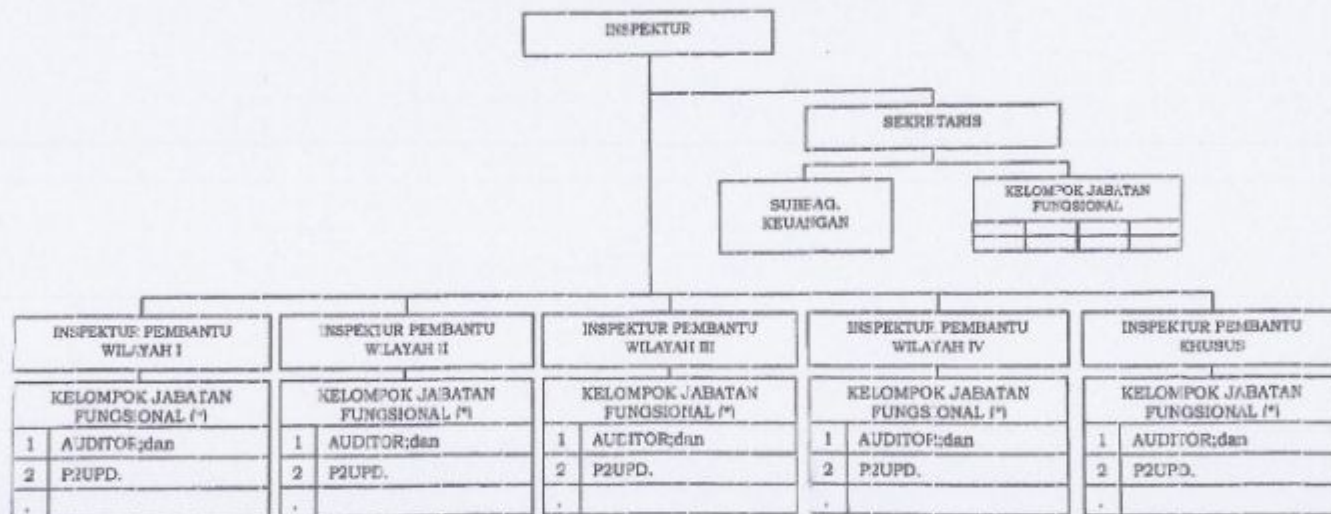 INSPEKTUR
SEKRETARIS
SUBBAG.
KEUANGAN
KELOMPOK JABATAN
FUNGSIONAL
INSPEKTUR PEMBANTU
WILAYAH I
INSPEKTUR PEMBANTU
WILAYAH II
INSPEKTUR PEMBANTU
WILAYAH III
INSPEKTUR PEMBANTU
WILAYAH IV
INSPEKTUR PEMBANTU
KHUSUS
KELOMPOK JABATAN
FUNGSIONAL (*)
1 AUDITOR;dan
2 P2UPD.
.
KELOMPOK JABATAN
FUNGSIONAL (*)
1 AUDITOR;dan
2 P2UPD.
.
KELOMPOK JABATAN
FUNGSIONAL (*)
1 AUDITOR;dan
2 P2UPD.
.
KELOMPOK JABATAN
FUNGSIONAL (*)
1 AUDITOR;dan
2 P2UPD.
.
KELOMPOK JABATAN
FUNGSIONAL (*)
1 AUDITOR;dan
2 P2UPD.
.